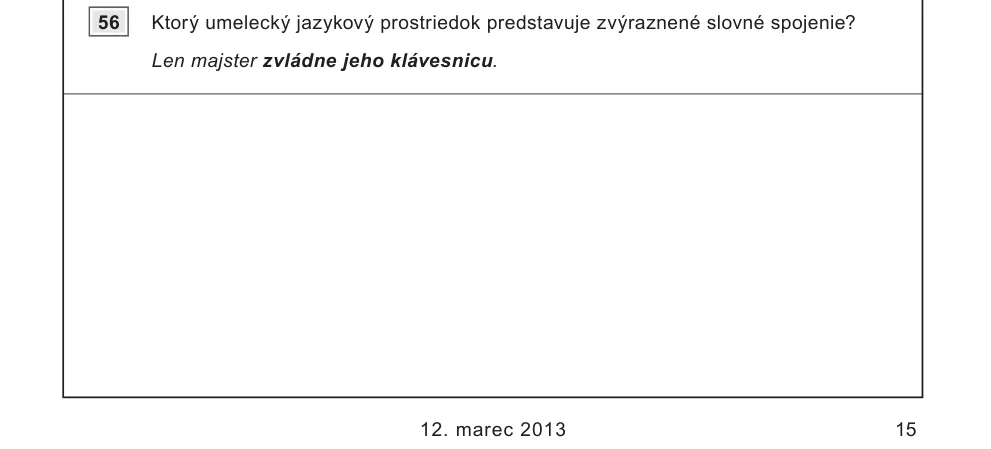 56 Ktorý umelecký jazykový prostriedok predstavuje zvýraznené slovné spojenie?
Len majster zvládne jeho klávesnicu.
12. marec 2013 15